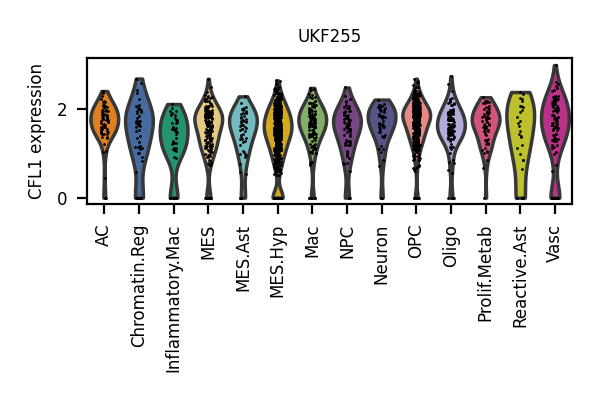 UKF255
CFL1 expression
2
0
AC
Chromatin.Reg
Inflammatory.Mac
MES
MES.Ast
MES.Hyp
Mac
NPC
Neuron
OPC
Oligo
Prolif.Metab
Reactive.Ast
Vasc